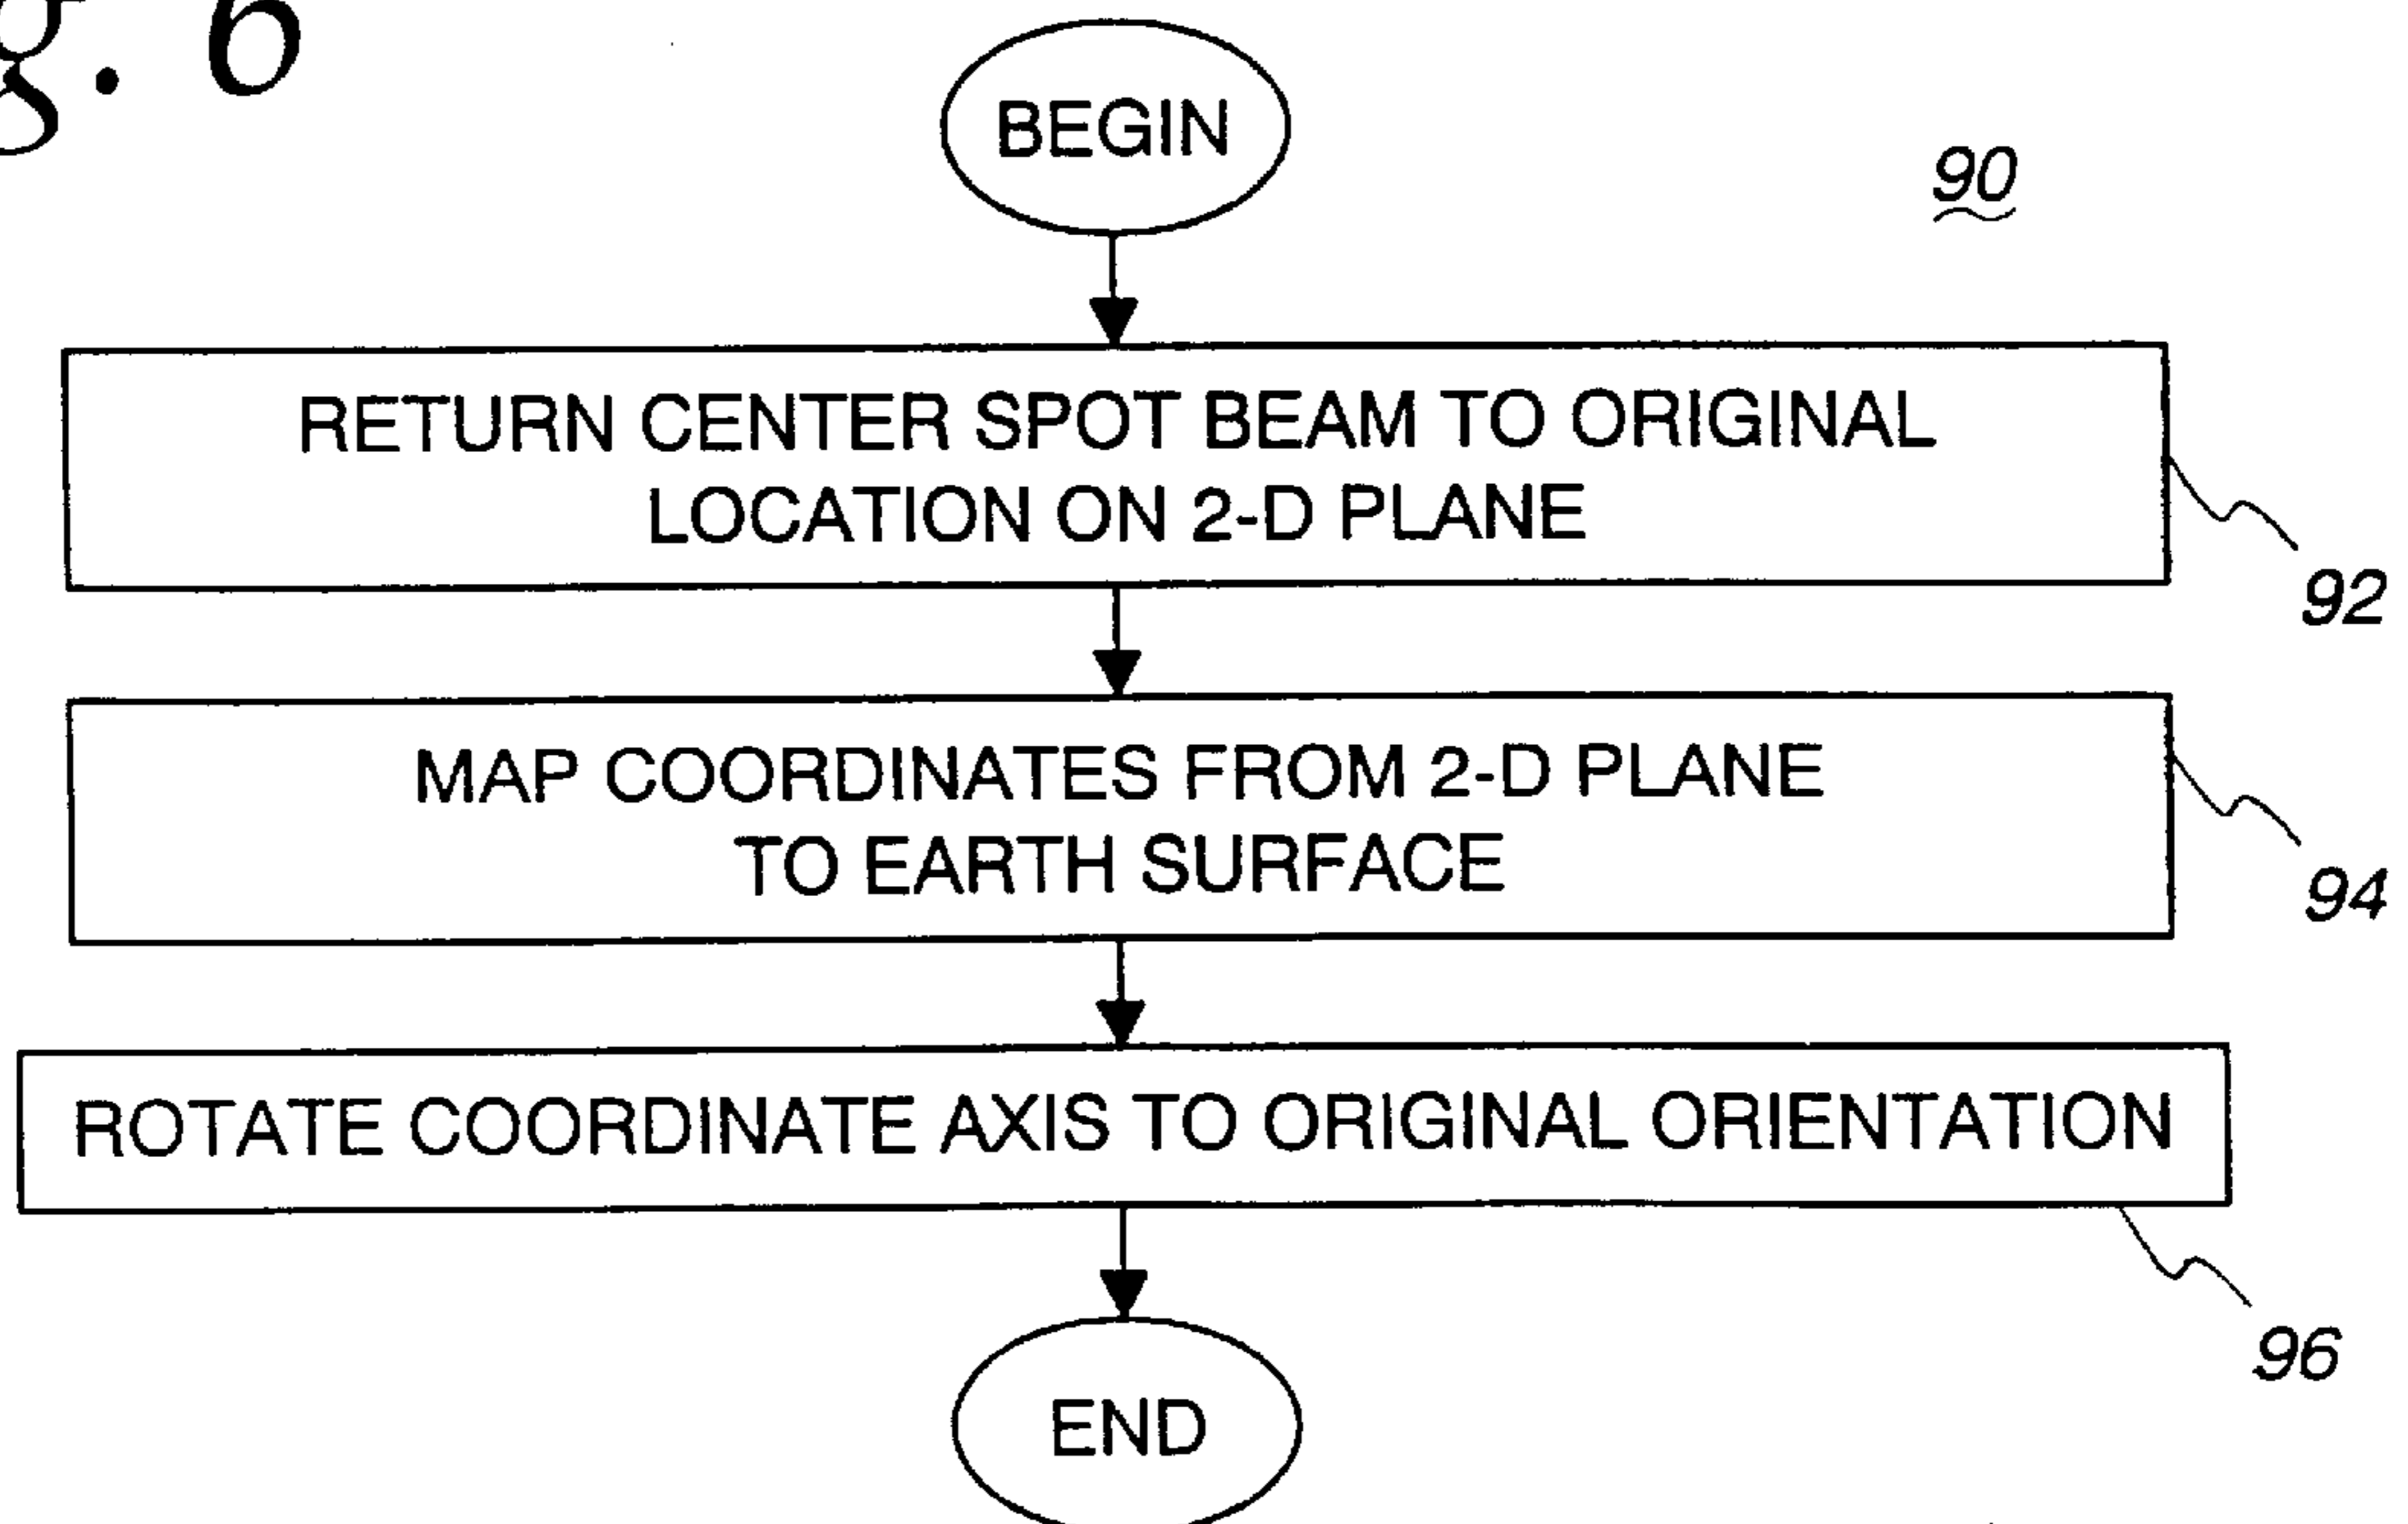 g. 6
BEGIN
90
RETURN CENTER SPOT BEAM TO ORIGINAL
LOCATION ON 2-D PLANE
92
MAP COORDINATES FROM 2-D PLANE
TO EARTH SURFACE
94
ROTATE COORDINATE AXIS TO ORIGINAL ORIENTATION
96
END